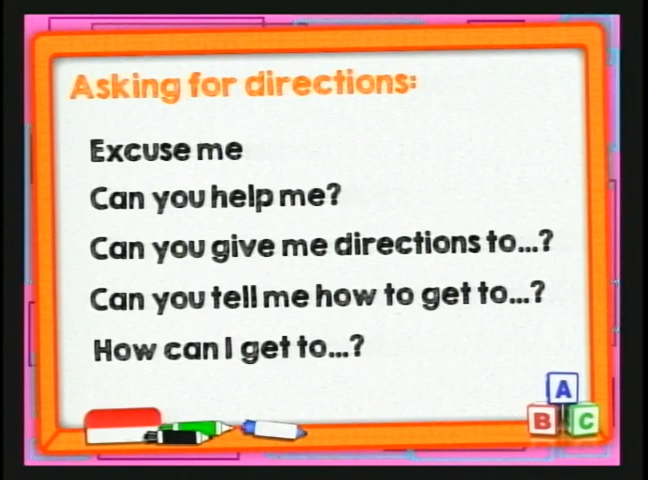 Asking for directions:
Excuse me
Can you help me?
Can you give me directions to...?
Can you tell me how to get to...?
How can I get to...?
A
B C